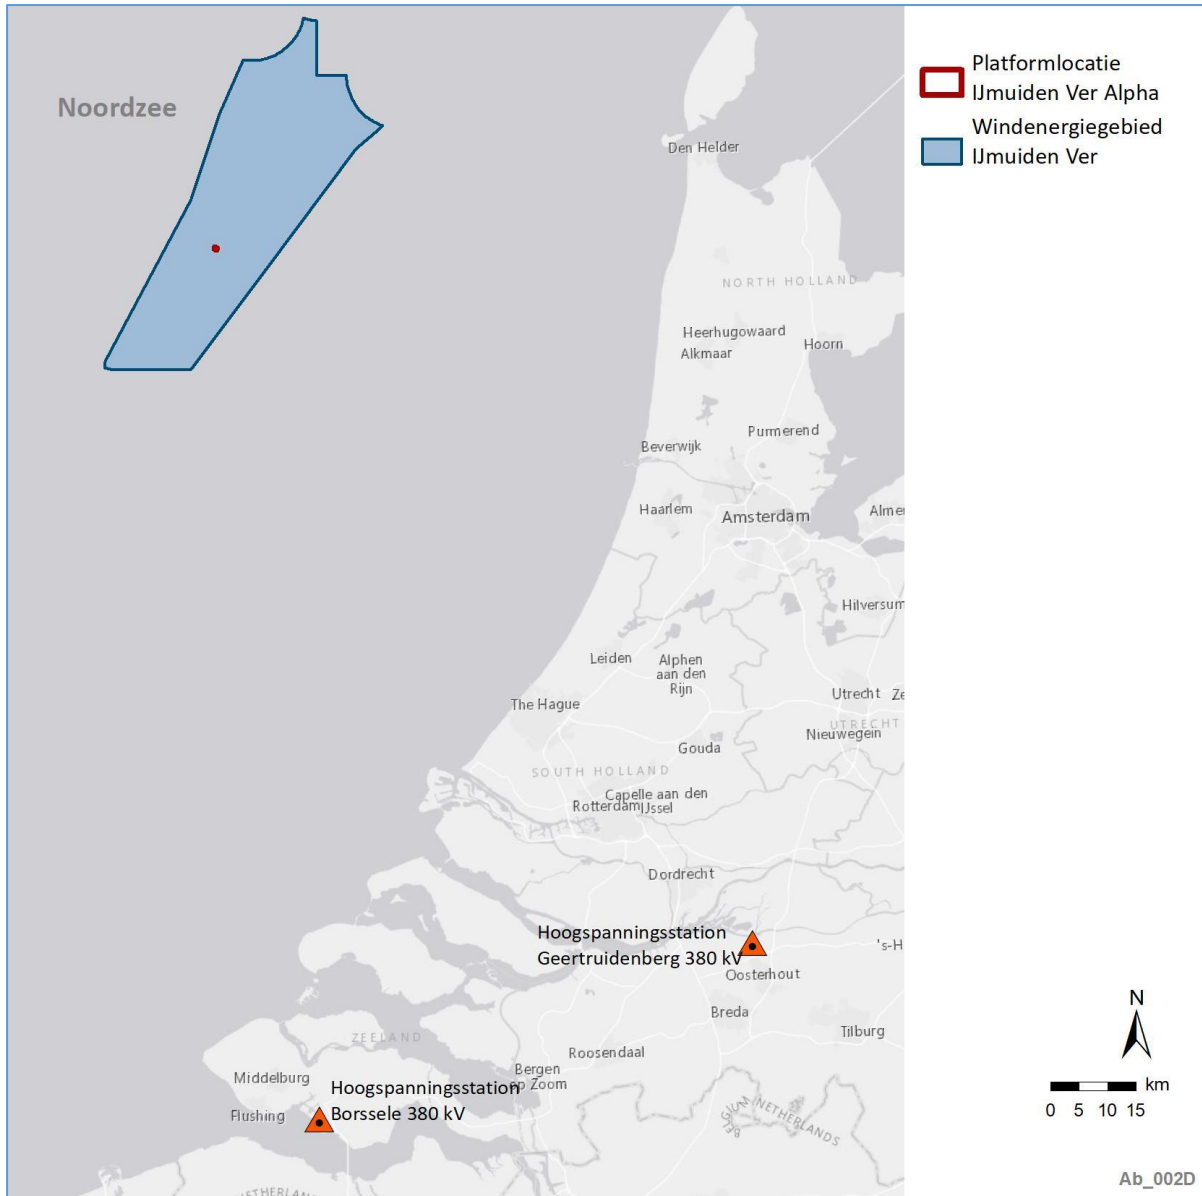 Noordzee
Platformlocatie
IJmuiden Ver Alpha
Windenergiegebied
IJmuiden Ver
Den Helder
NORTH HOLLAND
Heerhugowaard
Alkmaar
Hoorn
Purmerend
Beverwijk
Haarlem
Amsterdam
Alme
Hilversum
Leiden
Alphen
aan den
Rijn
The Hague
Utrecht
Ze
UTRECHT
Nieuwegein
Gouda
SOUTH HOLLAND
Capelle aan den
IJssel
Rotterdam
Dordrecht
Hoogspanningsstation
Geertruidenberg 380 kV
's-H
Oosterhout
Breda
Tilburg
ZEELAND
Roosendaal
Bergen
op Zoom
Middelburg
Hoogspanningsstation
Borssele 380 kV
Flushing
BELGIUM
NETHERLANDS
NETHERLAN
N
km
0 5 10 15
Ab_002D